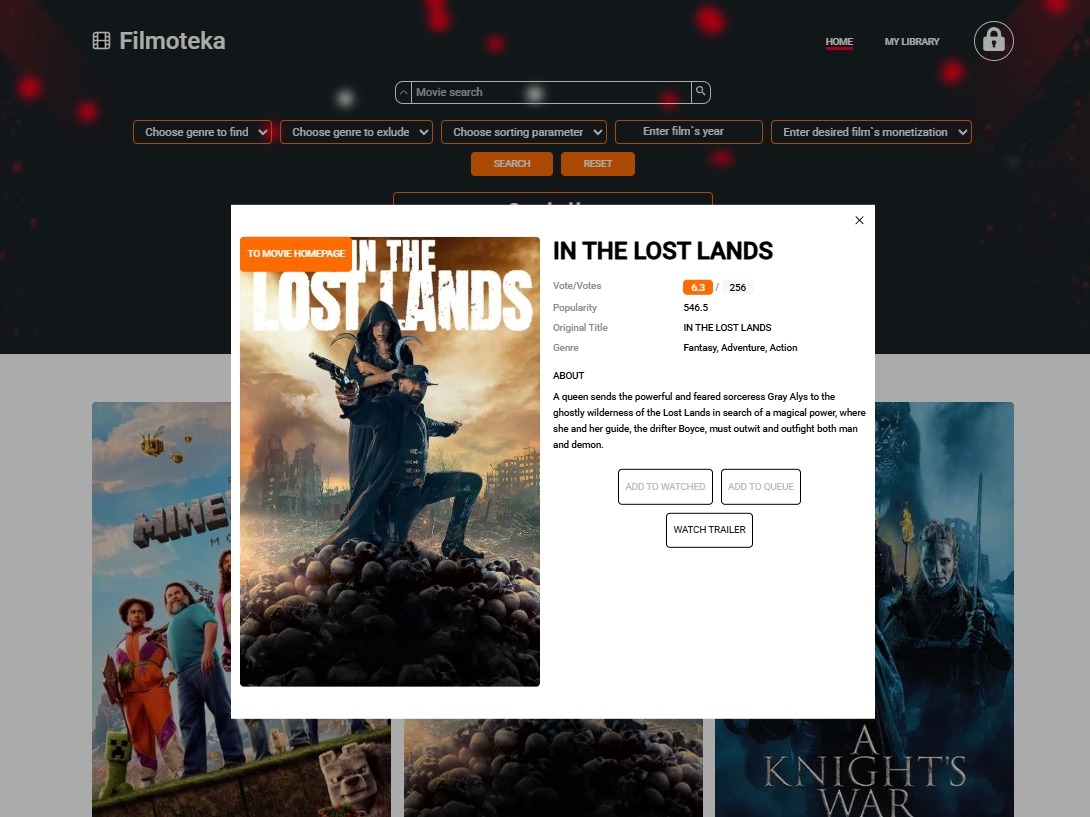 Filmoteka
HOME
MY LIBRARY
Movie search
Choose genre to find
Choose genre to exlude
Choose sorting parameter
Enter film`s year
Enter desired film`s monetization
SEARCH
RESET
TO MOVIE HOMEPAGE
IN THE
LOST LANDS
IN THE LOST LANDS
Vote/Votes
6.3 / 256
Popularity
546.5
Original Title
IN THE LOST LANDS
Genre
Fantasy, Adventure, Action
ABOUT
A queen sends the powerful and feared sorceress Gray Alys to the
ghostly wilderness of the Lost Lands in search of a magical power, where
she and her guide, the drifter Boyce, must outwit and outfight both man
and demon.
ADD TO WATCHED
ADD TO QUEUE
WATCH TRAILER
A
KNIGHT'S
WAR